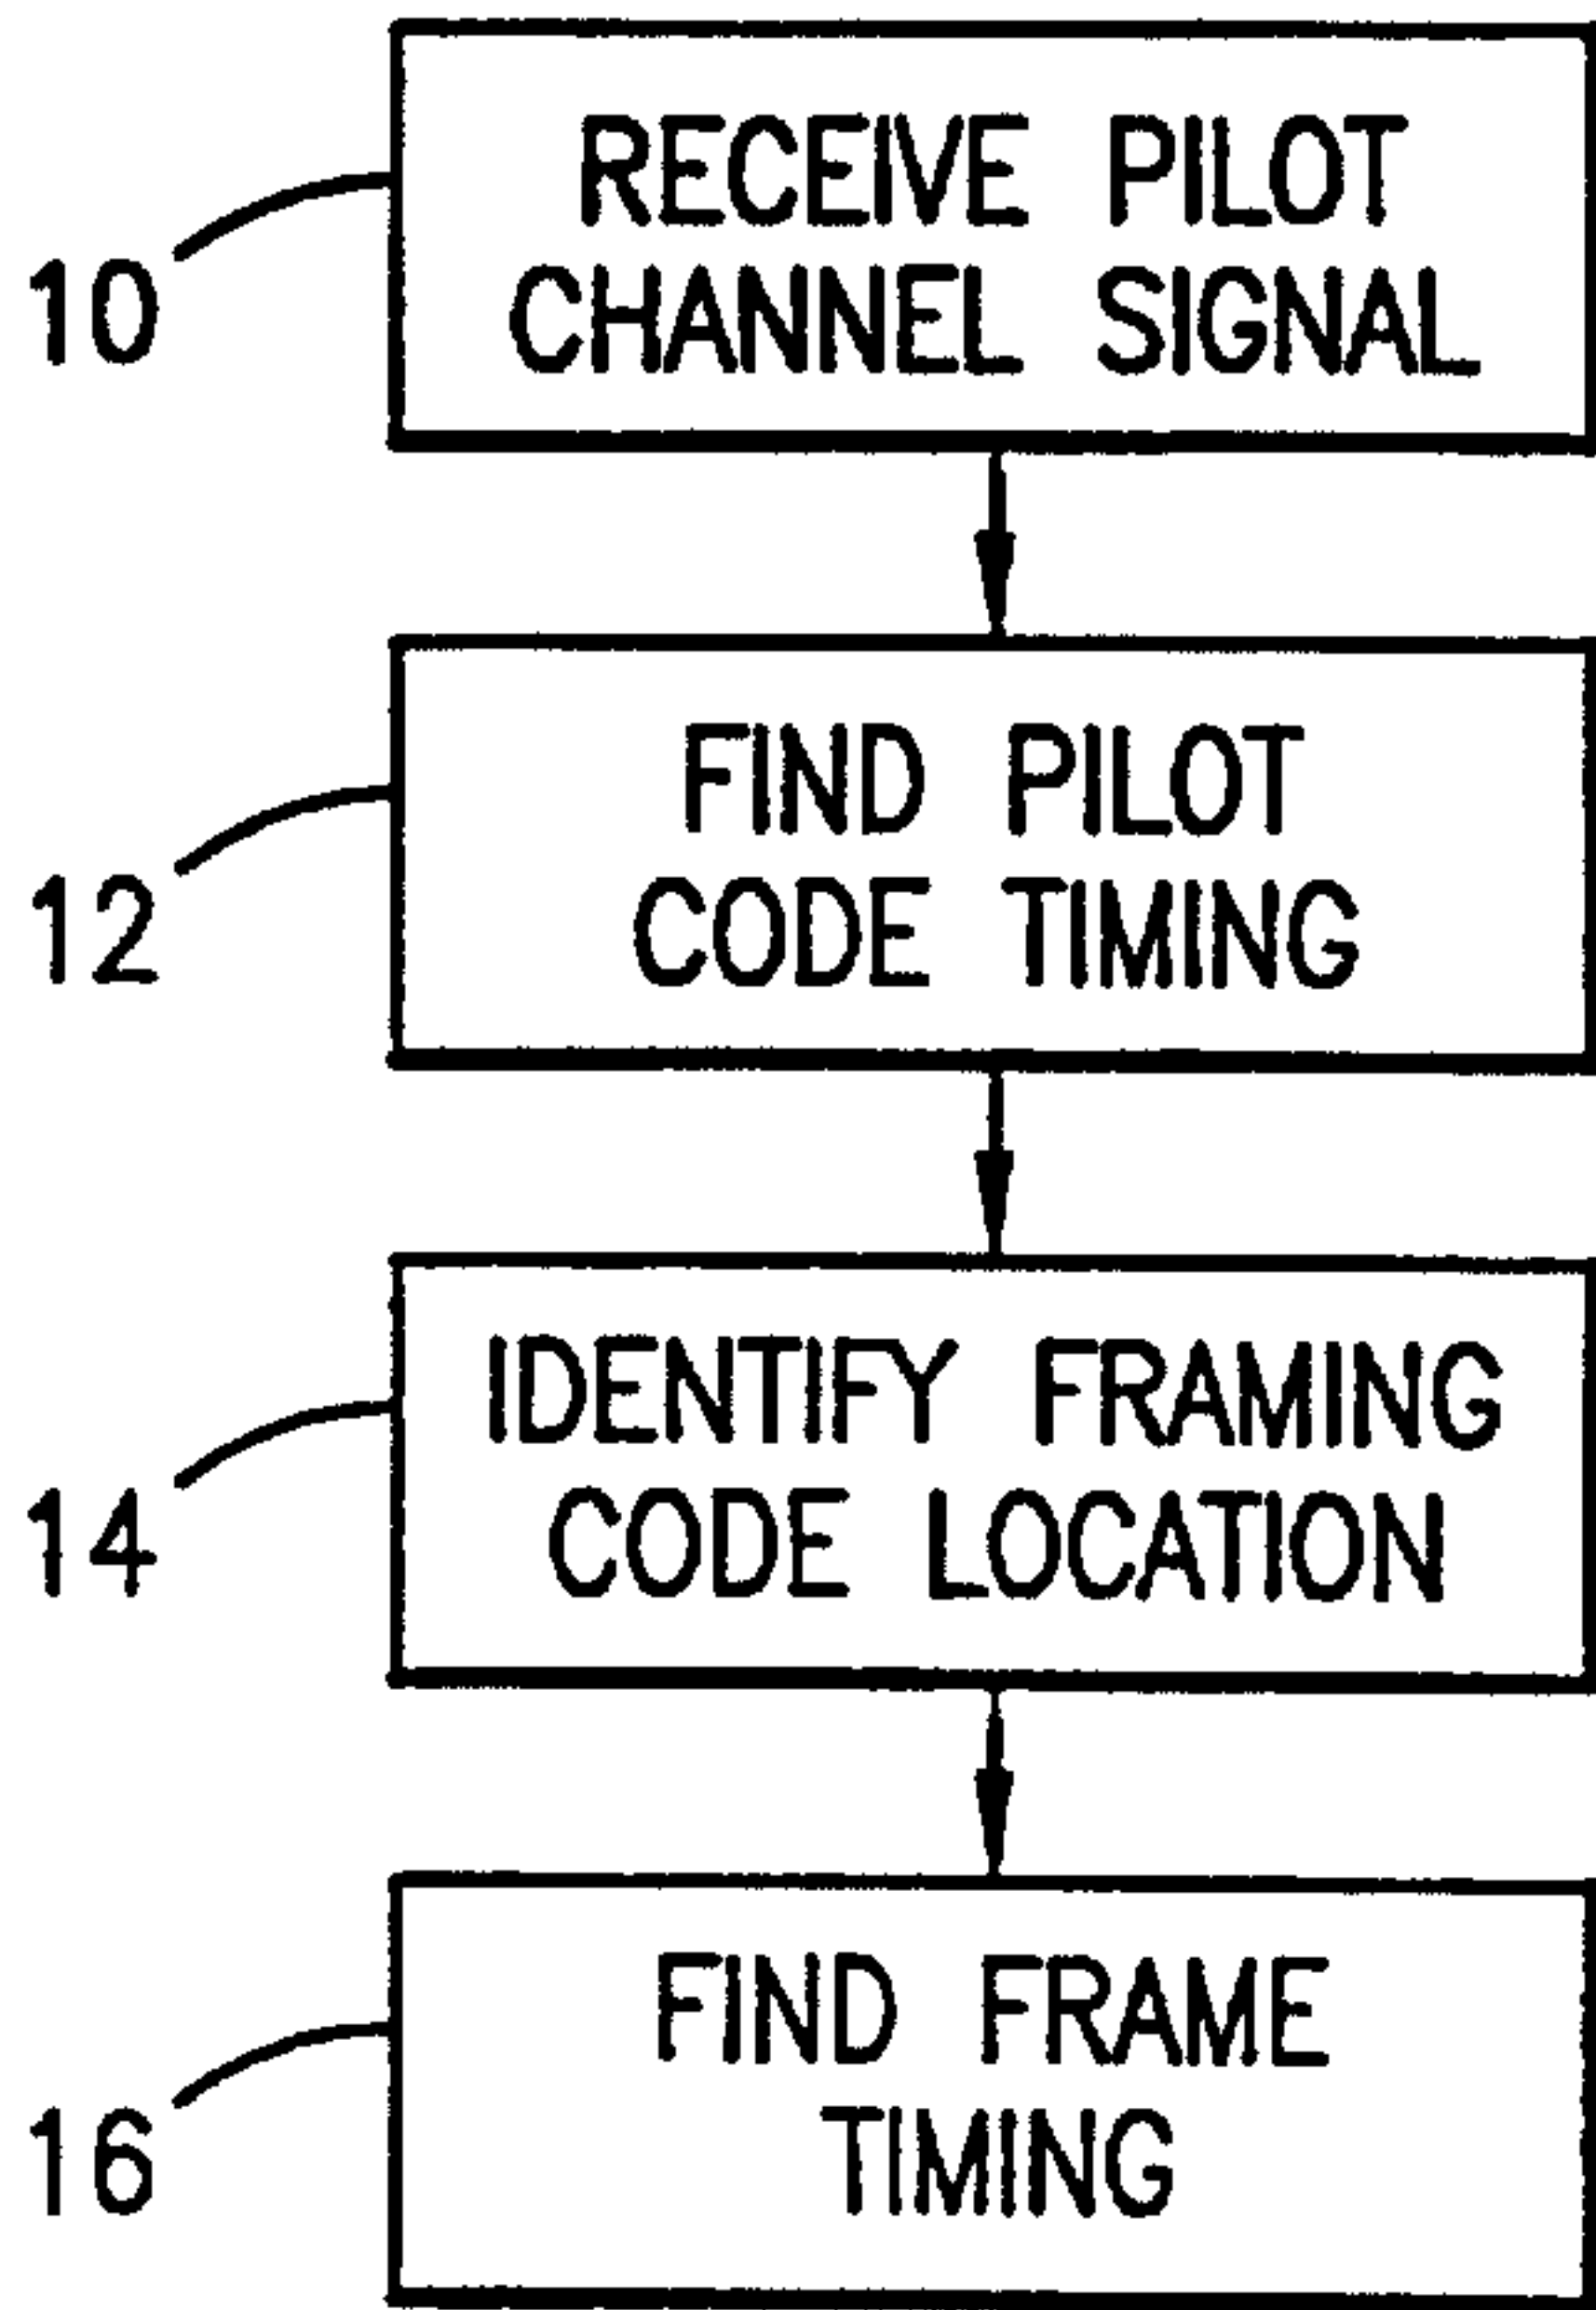 RECEIVE PILOT
CHANNEL SIGNAL
10
FIND PILOT
CODE TIMING
12
IDENTIFY FRAMING
CODE LOCATION
14
FIND FRAME
TIMING
16